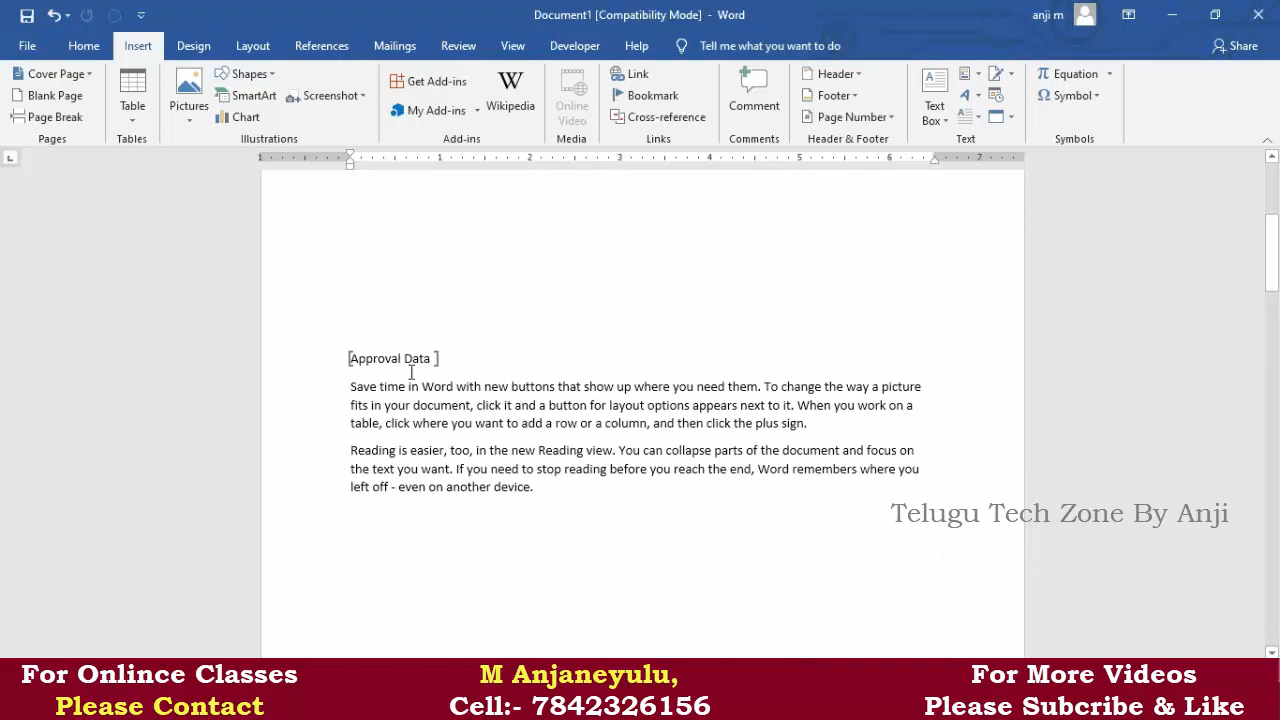 Document1 [Compatibility Mode] - Word
anji m
File Home Insert Design Layout References Mailings Review View Developer Help Tell me what you want to do Share
Cover Page
Blank Page
Page Break
Pages
Table
Tables
Pictures
Shapes
SmartArt
Chart
Screenshot
Illustrations
Get Add-ins
My Add-ins
Wikipedia
Add-ins
Online
Video
Media
Link
Bookmark
Cross-reference
Links
Comment
Comments
Header
Footer
Page Number
Header & Footer
Text
Box
Text
Equation
Symbol
Symbols
1 1 2 3 4 5 6 7
[Approval Data ]
Save time in Word with new buttons that show up where you need them. To change the way a picture
fits in your document, click it and a button for layout options appears next to it. When you work on a
table, click where you want to add a row or a column, and then click the plus sign.
Reading is easier, too, in the new Reading view. You can collapse parts of the document and focus on
the text you want. If you need to stop reading before you reach the end, Word remembers where you
left off - even on another device.
Telugu Tech Zone By Anji
For Onlince Classes
Please Contact
M Anjaneyulu,
Cell:- 7842326156
For More Videos
Please Subcribe & Like